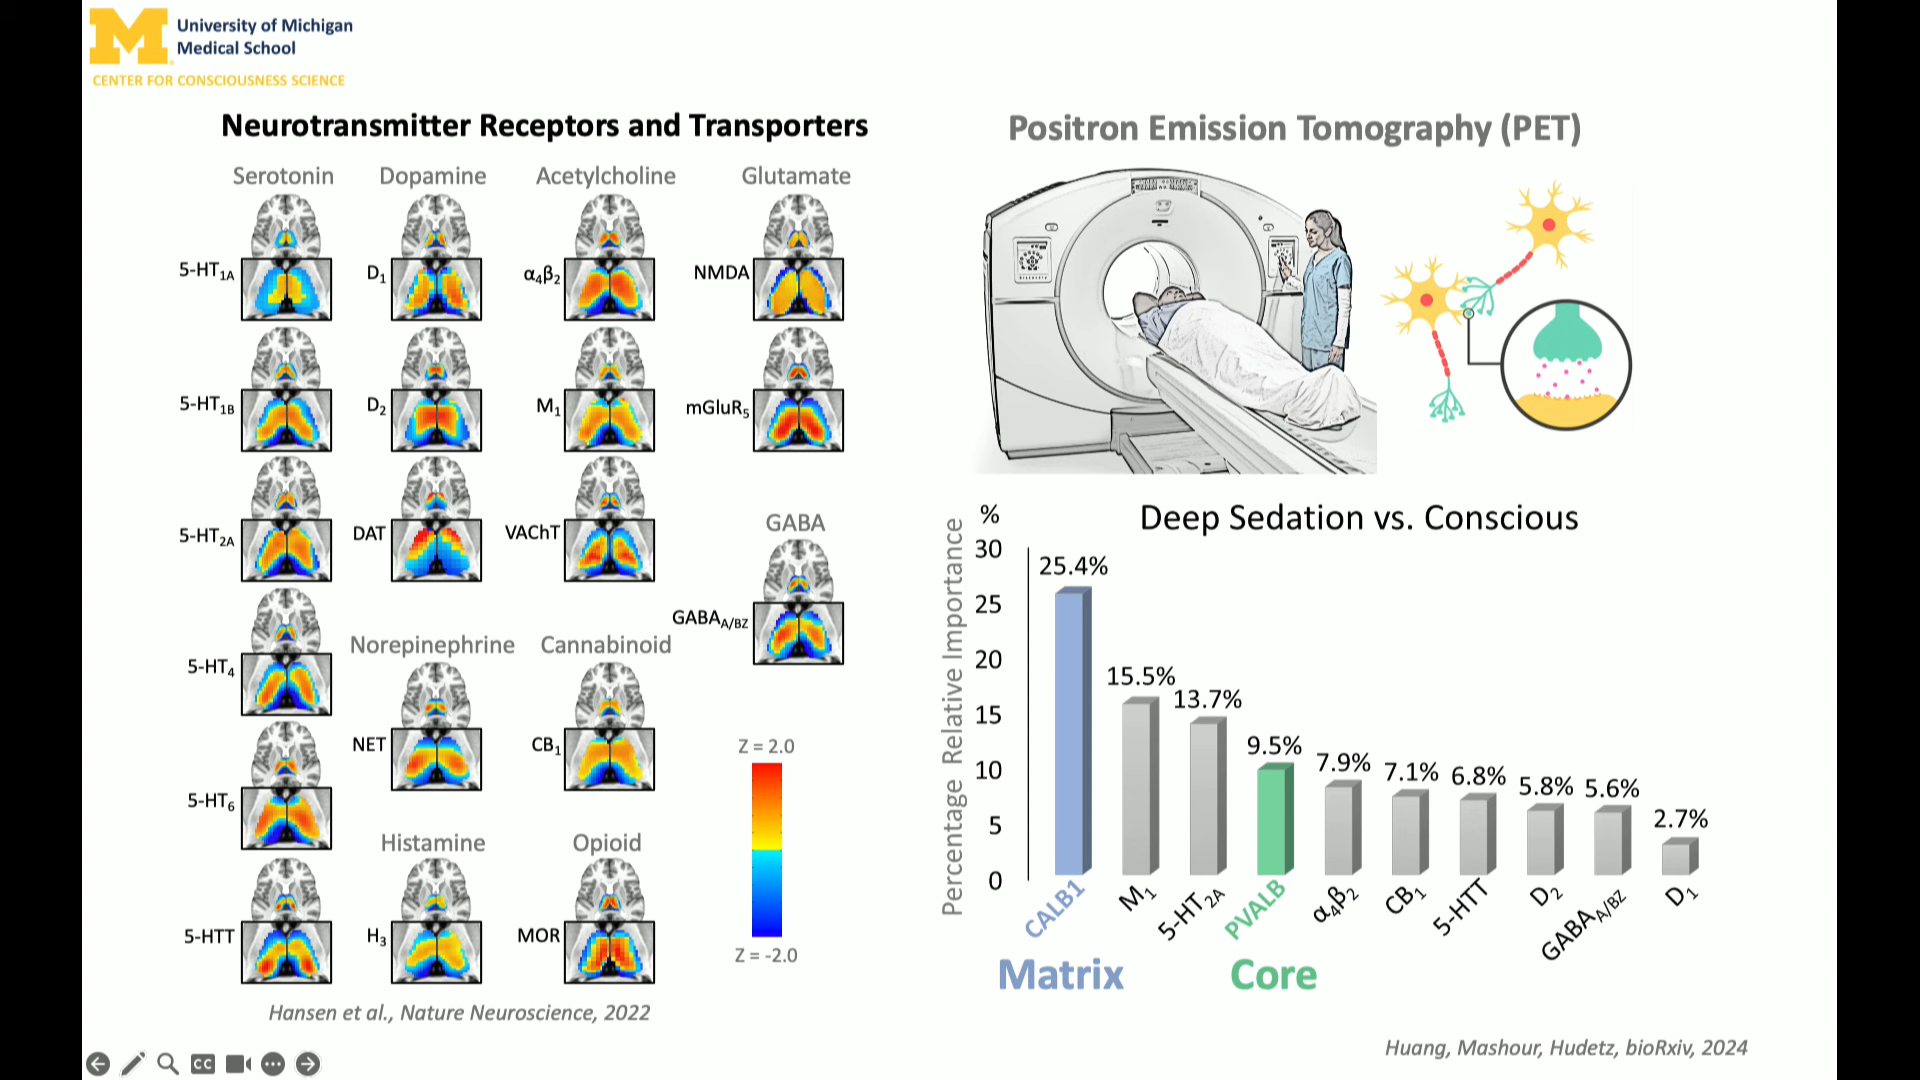 University of Michigan
Medical School
CENTER FOR CONSCIOUSNESS SCIENCE
Neurotransmitter Receptors and Transporters
Serotonin
Dopamine
Acetylcholine
Glutamate
5-HT1A
D1
α4β2
NMDA
5-HT1B
D2
M1
mGluR5
5-HT2A
DAT
VAChT
GABA
GABAA/BZ
5-HT4
Norepinephrine
Cannabinoid
5-HT6
NET
CB1
Histamine
Opioid
5-HTT
H3
MOR
Z = 2.0
Z = -2.0
Hansen et al., Nature Neuroscience, 2022
Positron Emission Tomography (PET)
Deep Sedation vs. Conscious
%
Percentage Relative Importance
30
25
20
15
10
5
0
25.4%
15.5%
13.7%
9.5%
7.9%
7.1%
6.8%
5.8%
5.6%
2.7%
CALB1
M1
5-HT2A
PVALB
α4β2
CB1
5-HTT
D2
GABAA/BZ
D1
Matrix
Core
Huang, Mashour, Hudetz, bioRxiv, 2024
CC